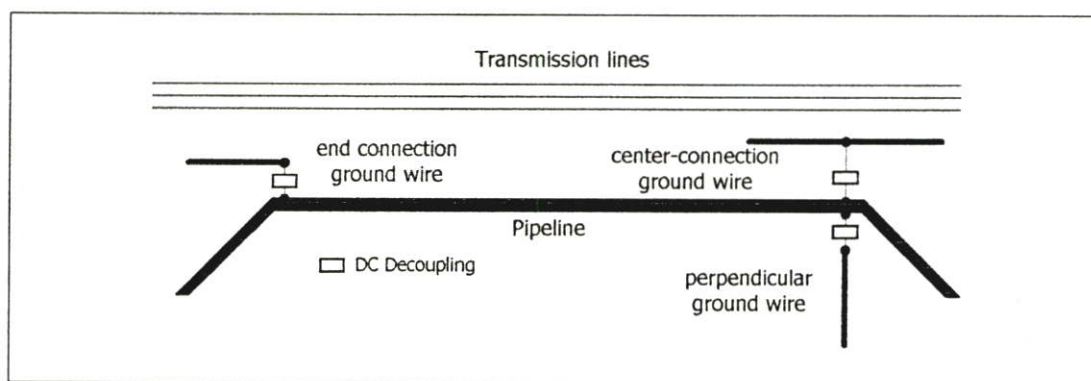 Transmission lines
end connection
ground wire
center-connection
ground wire
Pipeline
DC Decoupling
perpendicular
ground wire